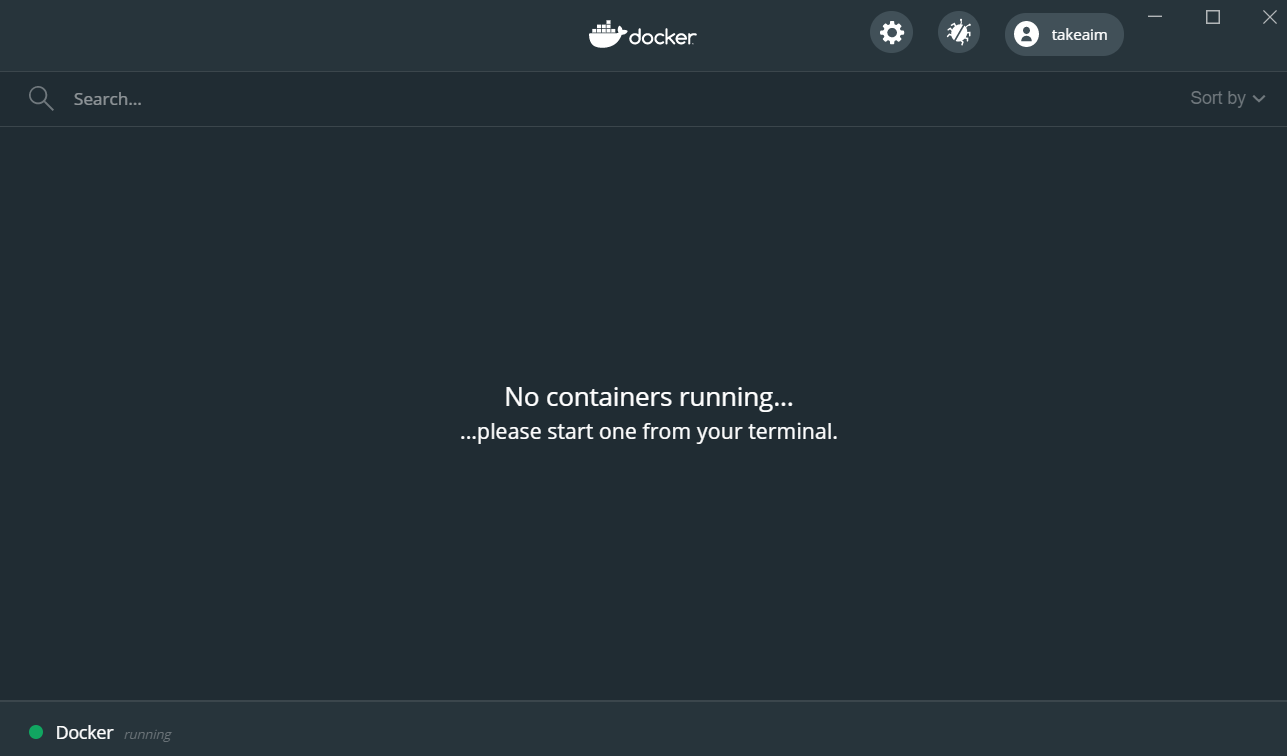 docker
takeaim
Search...
Sort by
No containers running...
...please start one from your terminal.
Docker running